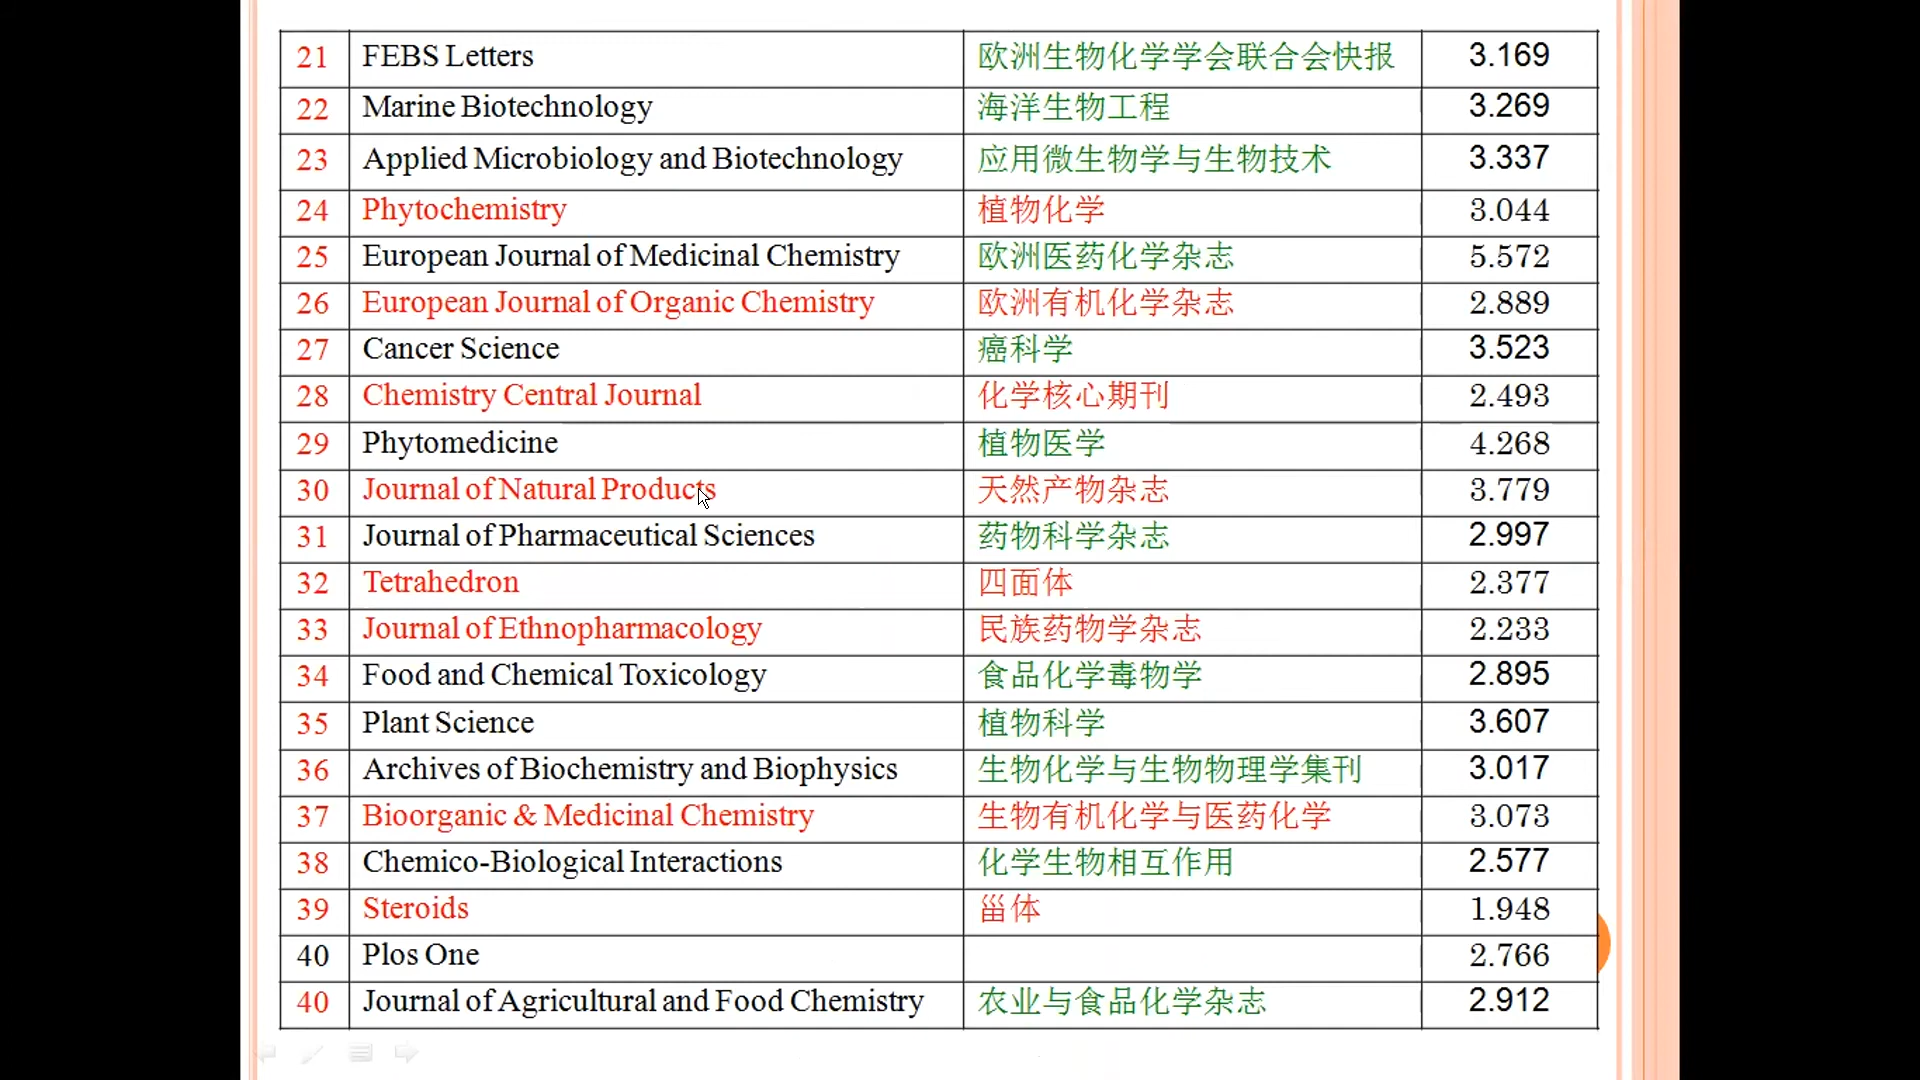 21 FEBS Letters 欧洲生物化学学会联合会快报 3.169
22 Marine Biotechnology 海洋生物工程 3.269
23 Applied Microbiology and Biotechnology 应用微生物学与生物技术 3.337
24 Phytochemistry 植物化学 3.044
25 European Journal of Medicinal Chemistry 欧洲医药化学杂志 5.572
26 European Journal of Organic Chemistry 欧洲有机化学杂志 2.889
27 Cancer Science 癌科学 3.523
28 Chemistry Central Journal 化学核心期刊 2.493
29 Phytomedicine 植物医学 4.268
30 Journal of Natural Products 天然产物杂志 3.779
31 Journal of Pharmaceutical Sciences 药物科学杂志 2.997
32 Tetrahedron 四面体 2.377
33 Journal of Ethnopharmacology 民族药物学杂志 2.233
34 Food and Chemical Toxicology 食品化学毒物学 2.895
35 Plant Science 植物科学 3.607
36 Archives of Biochemistry and Biophysics 生物化学与生物物理学集刊 3.017
37 Bioorganic & Medicinal Chemistry 生物有机化学与医药化学 3.073
38 Chemico-Biological Interactions 化学生物相互作用 2.577
39 Steroids 甾体 1.948
40 Plos One 2.766
40 Journal of Agricultural and Food Chemistry 农业与食品化学杂志 2.912